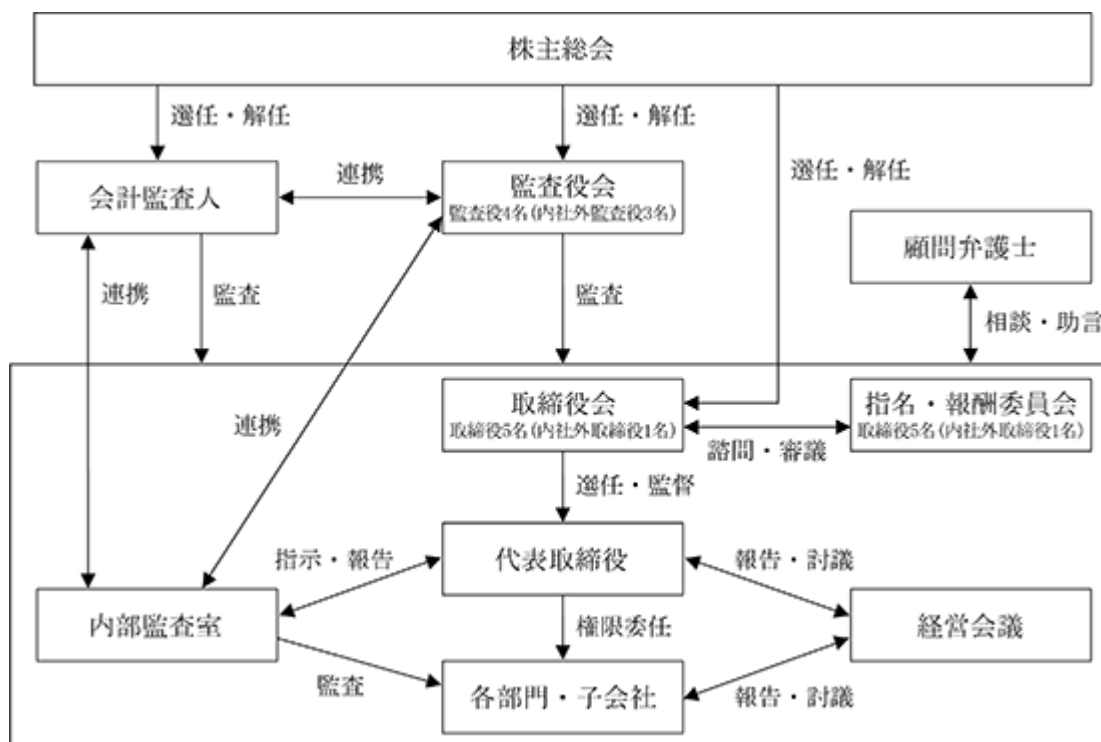 株主総会
選任・解任
選任・解任
選任・解任
会計監査人
連携
監査役会
監査役4名(内社外監査役3名)
顧問弁護士
連携
監査
監査
相談・助言
連携
取締役会
取締役5名(内社外取締役1名)
指名・報酬委員会
取締役5名(内社外取締役1名)
諮問・審議
選任・監督
指示・報告
代表取締役
報告・討議
内部監査室
権限委任
経営会議
監査
各部門・子会社
報告・討議